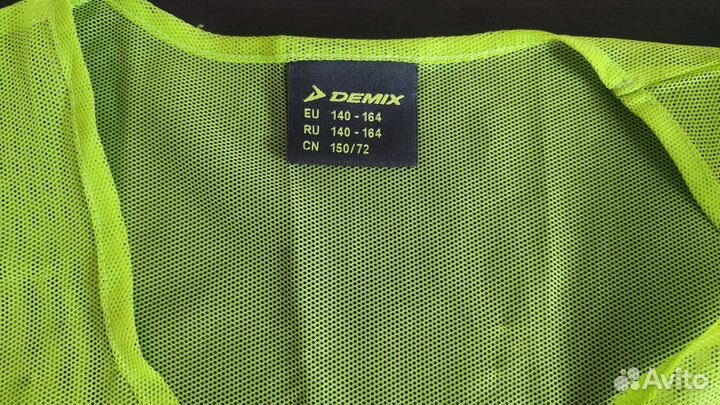 DEMIX
EU 140 - 164
RU 140 - 164
CN 150/72
Avito